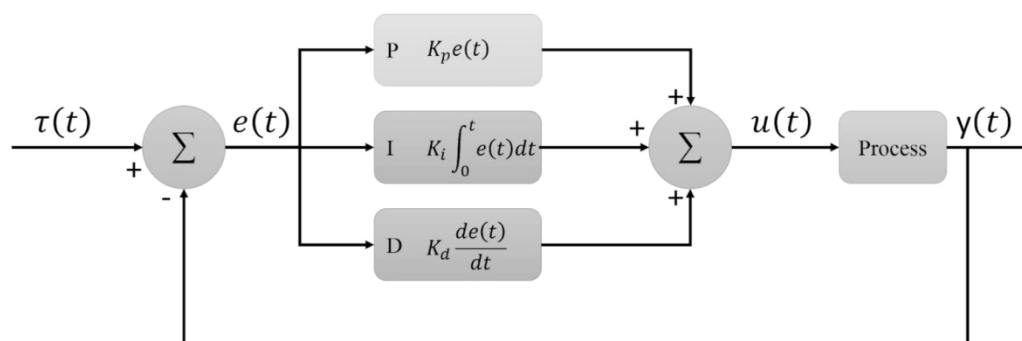 τ(t)
+
-
Σ
e(t)
P K_p e(t)
I K_i ∫_0^t e(t)dt
D K_d de(t)/dt
+
+
+
Σ
u(t)
Process
y(t)